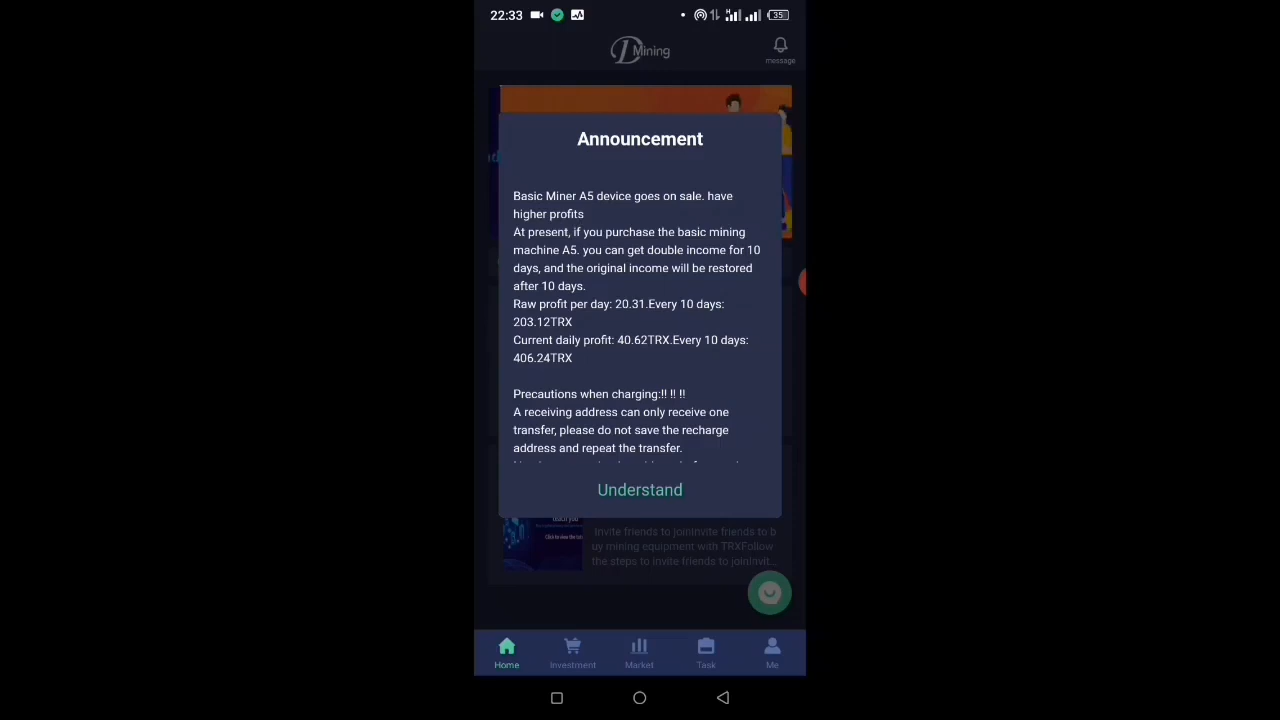 22:33
35
D Mining
message
Announcement
Basic Miner A5 device goes on sale. have
higher profits
At present, if you purchase the basic mining
machine A5. you can get double income for 10
days, and the original income will be restored
after 10 days.
Raw profit per day: 20.31.Every 10 days:
203.12TRX
Current daily profit: 40.62TRX.Every 10 days:
406.24TRX
Precautions when charging:!! !! !!
A receiving address can only receive one
transfer, please do not save the recharge
address and repeat the transfer.
Understand
teach you
Invite friends to joinInvite friends to b
uy mining equipment with TRXFollow
the steps to invite friends to joinInvit...
Home
Investment
Market
Task
Me